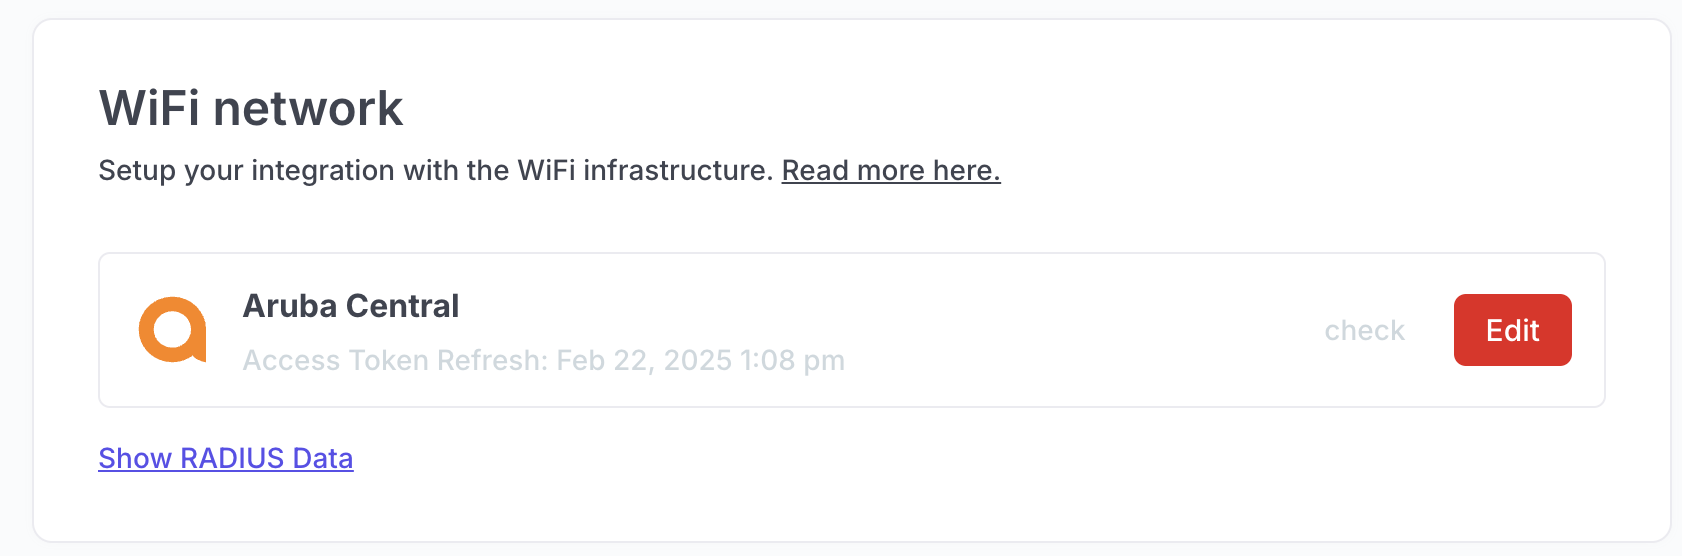 WiFi network
Setup your integration with the WiFi infrastructure. Read more here.
Aruba Central
Access Token Refresh: Feb 22, 2025 1:08 pm
check
Edit
Show RADIUS Data